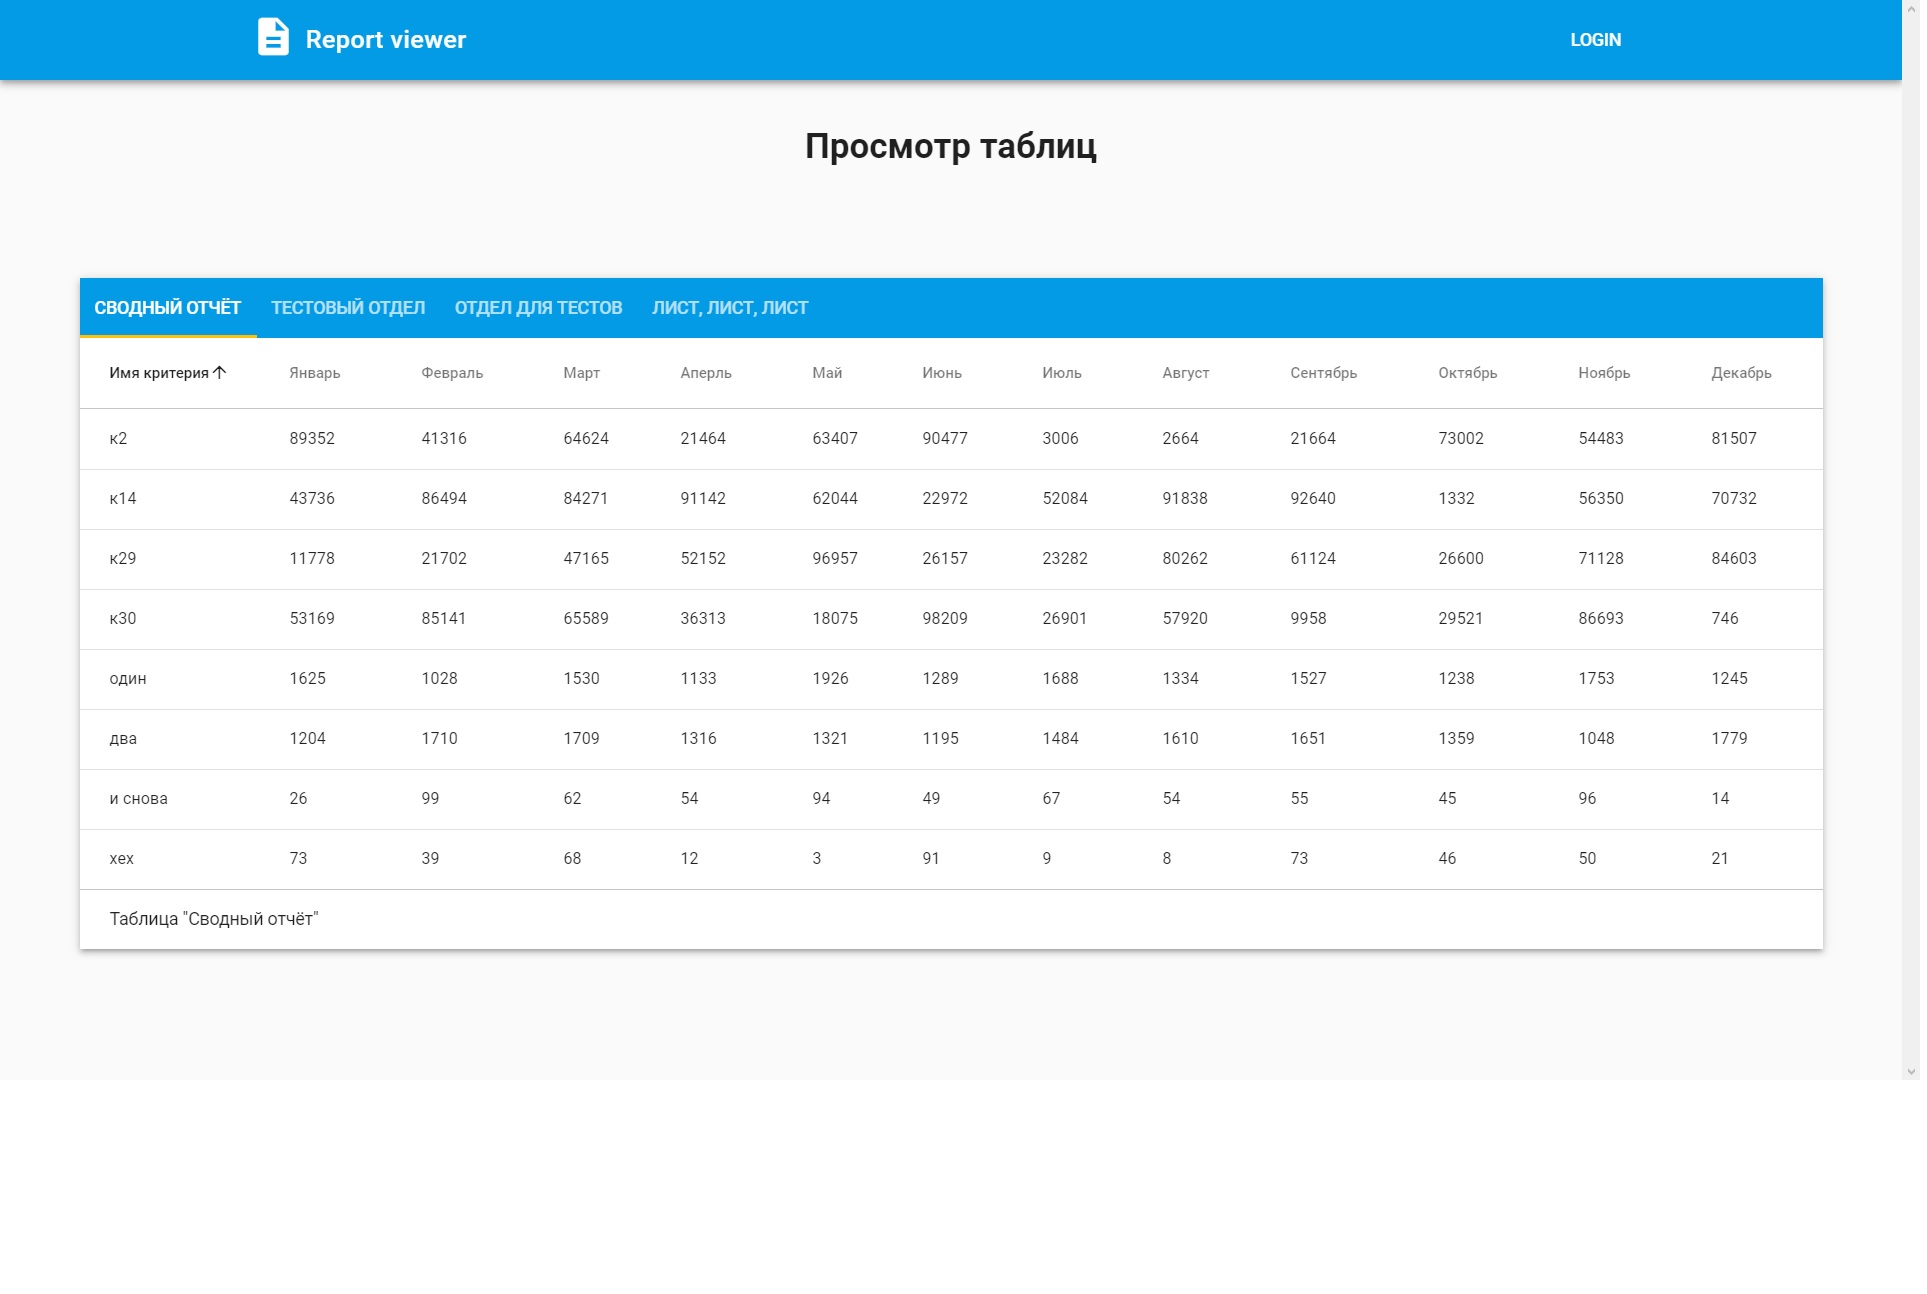 Report viewer LOGIN
Просмотр таблиц
СВОДНЫЙ ОТЧЁТ ТЕСТОВЫЙ ОТДЕЛ ОТДЕЛ ДЛЯ ТЕСТОВ ЛИСТ, ЛИСТ, ЛИСТ
Имя критерия Январь Февраль Март Аперль Май Июнь Июль Август Сентябрь Октябрь Ноябрь Декабрь
к2 89352 41316 64624 21464 63407 90477 3006 2664 21664 73002 54483 81507
к14 43736 86494 84271 91142 62044 22972 52084 91838 92640 1332 56350 70732
к29 11778 21702 47165 52152 96957 26157 23282 80262 61124 26600 71128 84603
к30 53169 85141 65589 36313 18075 98209 26901 57920 9958 29521 86693 746
один 1625 1028 1530 1133 1926 1289 1688 1334 1527 1238 1753 1245
два 1204 1710 1709 1316 1321 1195 1484 1610 1651 1359 1048 1779
и снова 26 99 62 54 94 49 67 54 55 45 96 14
хех 73 39 68 12 3 91 9 8 73 46 50 21
Таблица "Сводный отчёт"